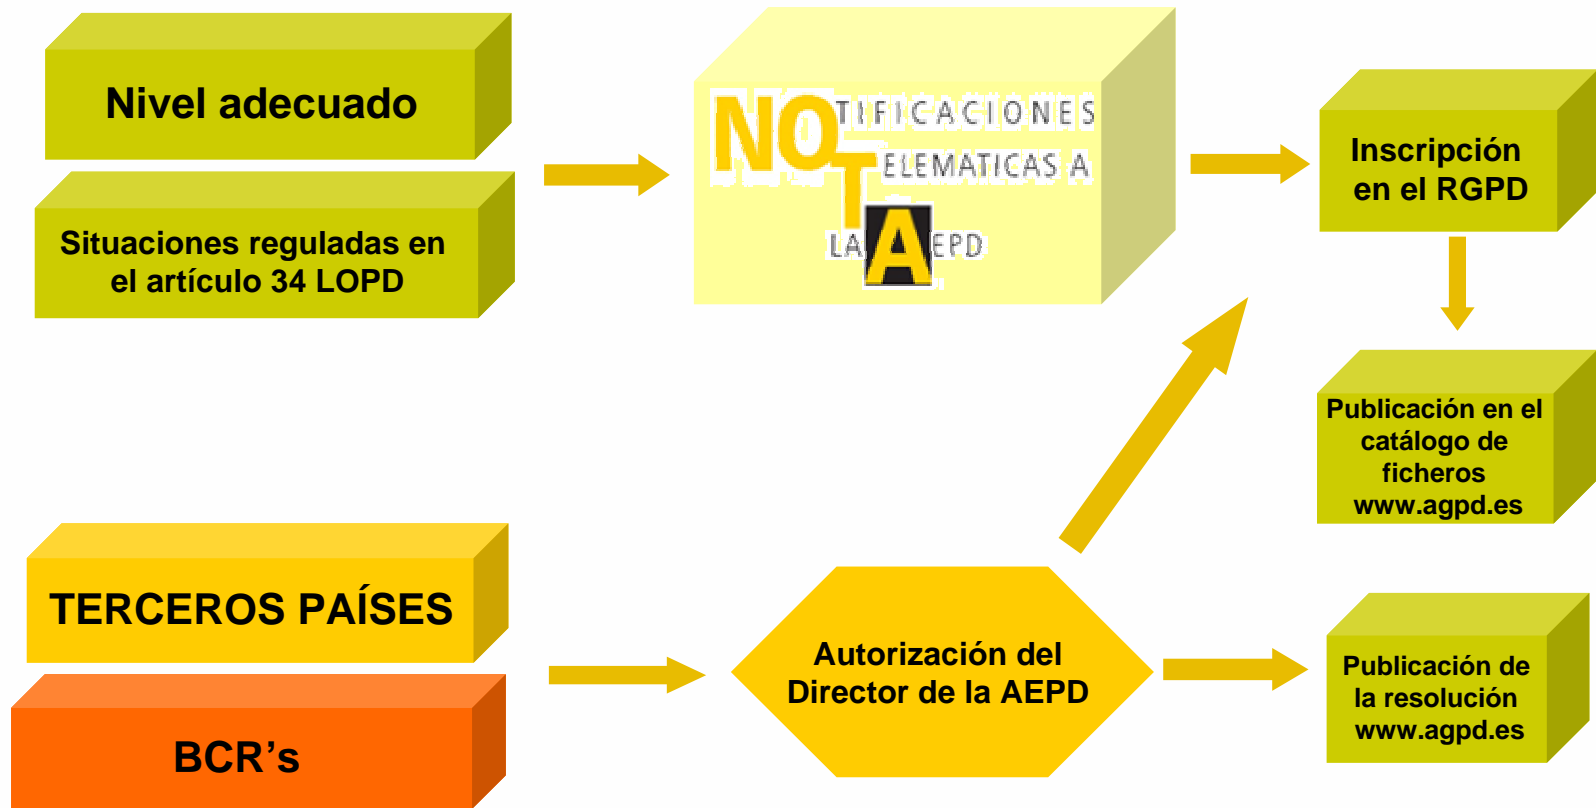 Nivel adecuado
Situaciones reguladas en
el artículo 34 LOPD
NOTIFICACIONES
TELEMATICAS A
LA AEPD
Inscripción
en el RGPD
Publicación en el
catálogo de
ficheros
www.agpd.es
TERCEROS PAÍSES
BCR’s
Autorización del
Director de la AEPD
Publicación de
la resolución
www.agpd.es